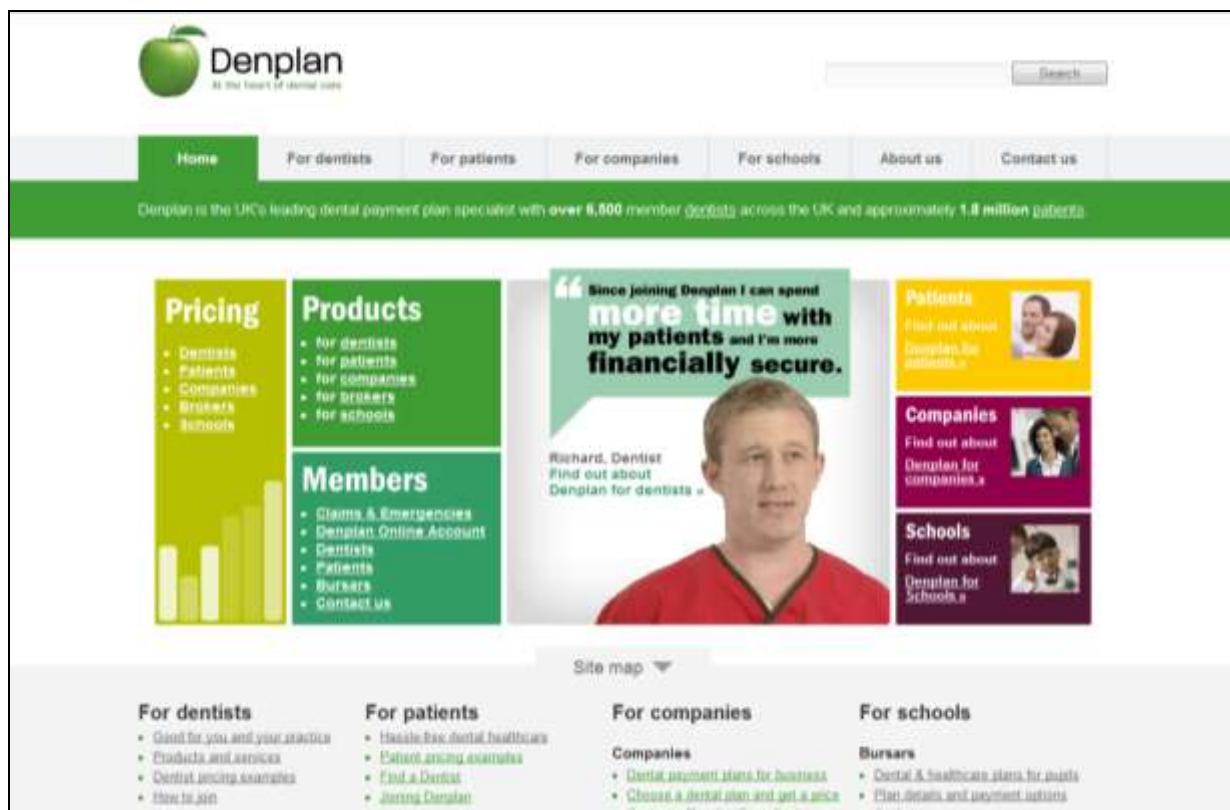 Denplan
At the heart of dental care
Search
Home
For dentists
For patients
For companies
For schools
About us
Contact us
Denplan is the UK's leading dental payment plan specialist with over 6,500 member dentists across the UK and approximately 1.8 million patients.
Pricing
• Dentists
• Patients
• Companies
• Brokers
• Schools
Products
• for dentists
• for patients
• for companies
• for brokers
• for schools
Members
• Claims & Emergencies
• Denplan Online Account
• Dentists
• Patients
• Bursars
• Contact us
“Since joining Denplan I can spend
more time with
my patients and I'm more
financially secure.
Richard, Dentist
Find out about
Denplan for dentists »
Patients
Find out about
Denplan for
patients »
Companies
Find out about
Denplan for
companies »
Schools
Find out about
Denplan for
Schools »
Site map
For dentists
• Good for you and your practice
• Products and services
• Dentist pricing examples
• How to join
For patients
• Hassle-free dental healthcare
• Patient pricing examples
• Find a Dentist
• Joining Denplan
For companies
Companies
• Dental payment plans for business
• Choose a dental plan and get a price
For schools
Bursars
• Dental & healthcare plans for pupils
• Plan details and payment options